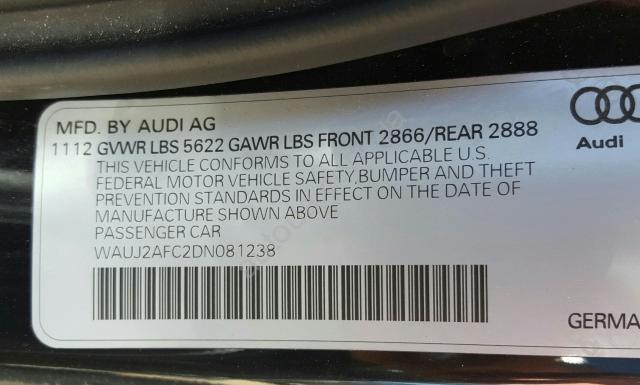 MFD. BY AUDI AG
1112 GVWR LBS 5622 GAWR LBS FRONT 2866/REAR 2888
THIS VEHICLE CONFORMS TO ALL APPLICABLE U.S.
FEDERAL MOTOR VEHICLE SAFETY,BUMPER AND THEFT
PREVENTION STANDARDS IN EFFECT ON THE DATE OF
MANUFACTURE SHOWN ABOVE
PASSENGER CAR
WAUJ2AFC2DN081238
Audi
GERMA